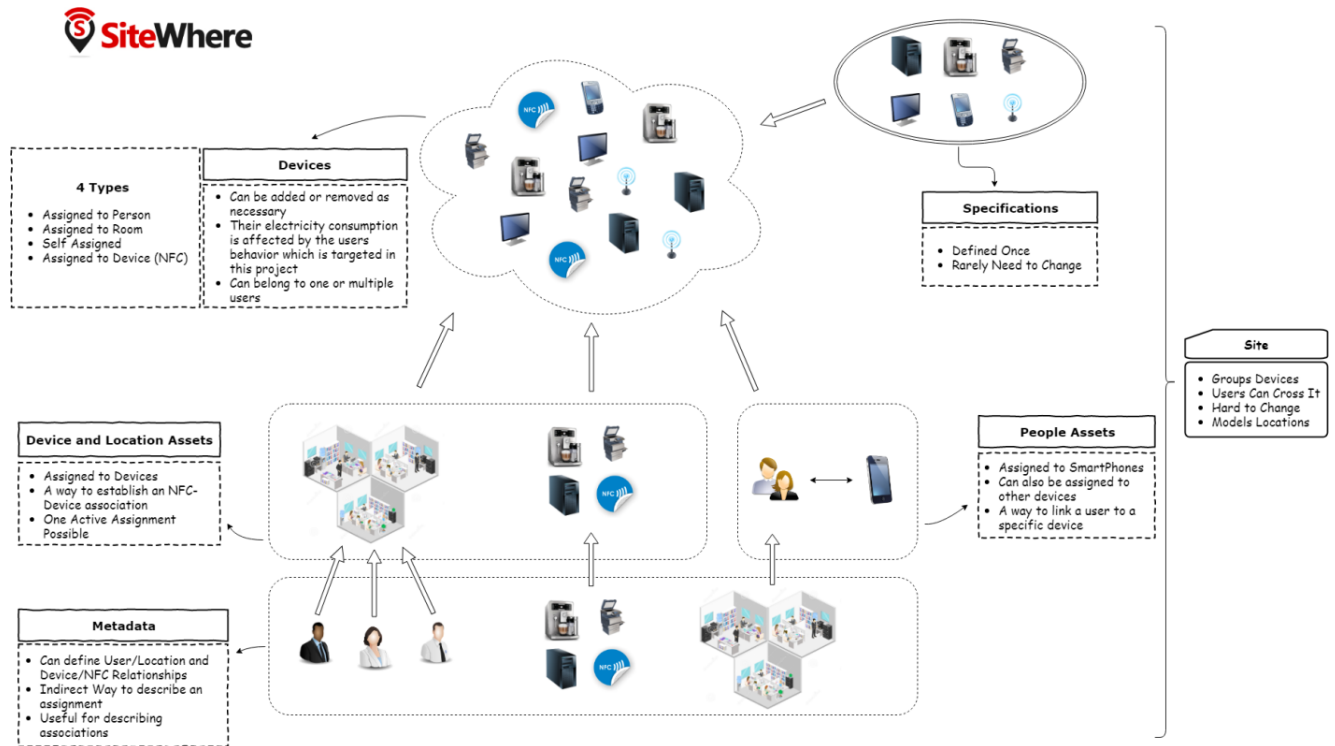 SiteWhere
4 Types
Assigned to Person
Assigned to Room
Self Assigned
Assigned to Device (NFC)
Devices
Can be added or removed as
necessary
Their electricity consumption
is affected by the users
behavior which is targeted in
this project
Can belong to one or multiple
users
NFC
NFC
Specifications
Defined Once
Rarely Need to Change
Site
Groups Devices
Users Can Cross It
Hard to Change
Models Locations
Device and Location Assets
Assigned to Devices
A way to establish an NFC-
Device association
One Active Assignment
Possible
NFC
People Assets
Assigned to SmartPhones
Can also be assigned to
other devices
A way to link a user to a
specific device
Metadata
Can define User/Location and
Device/NFC Relationships
Indirect Way to describe an
assignment
Useful for describing
associations
NFC